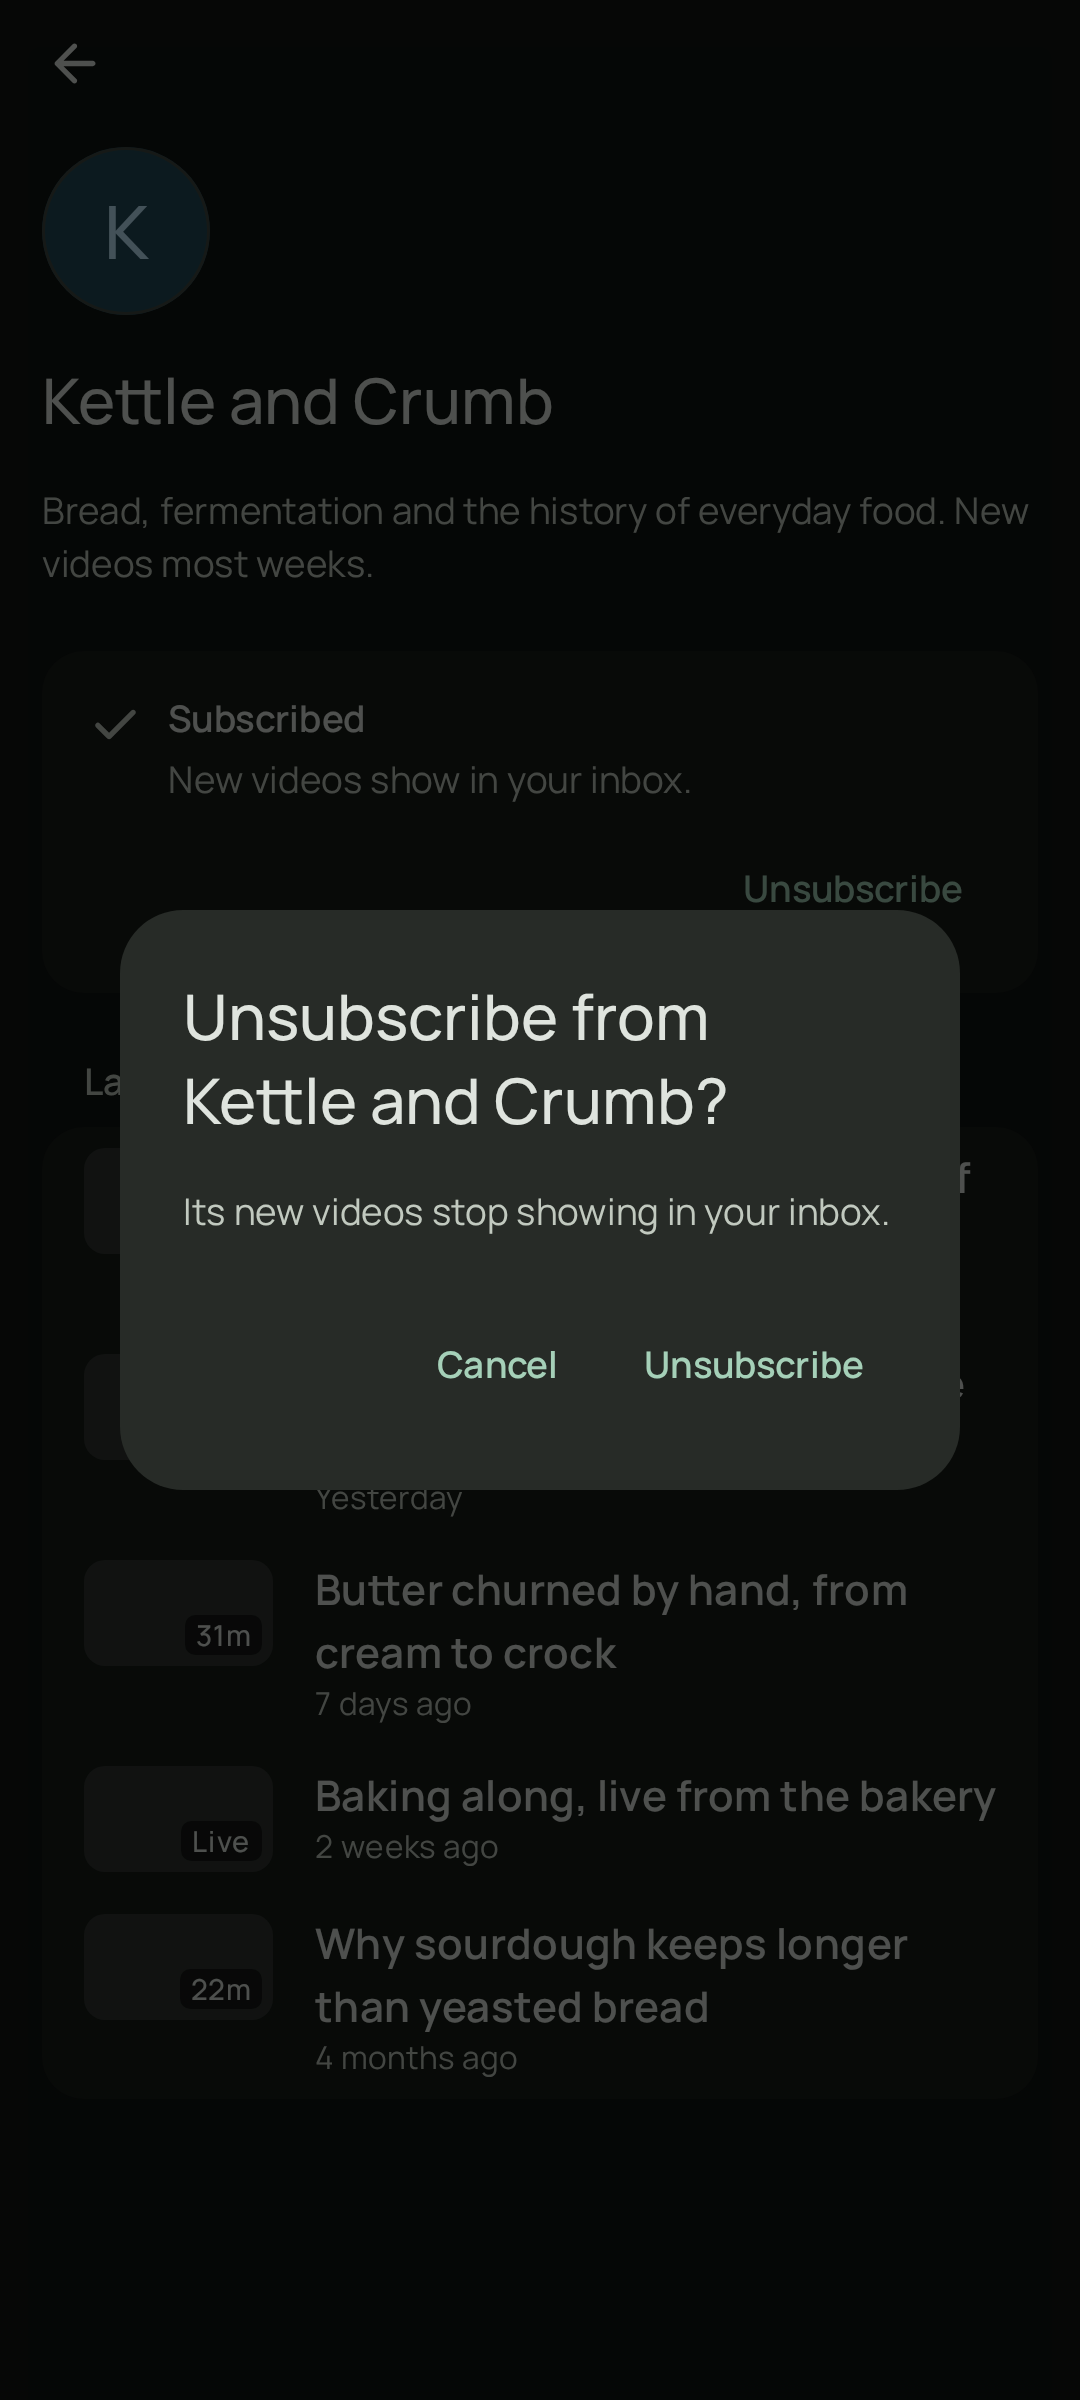 K
Kettle and Crumb
Bread, fermentation and the history of everyday food. New
videos most weeks.
Subscribed
New videos show in your inbox.
Unsubscribe
Unsubscribe from
Kettle and Crumb?
Its new videos stop showing in your inbox.
Cancel
Unsubscribe
Yesterday
Butter churned by hand, from
cream to crock
31m
7 days ago
Baking along, live from the bakery
Live
2 weeks ago
Why sourdough keeps longer
than yeasted bread
22m
4 months ago